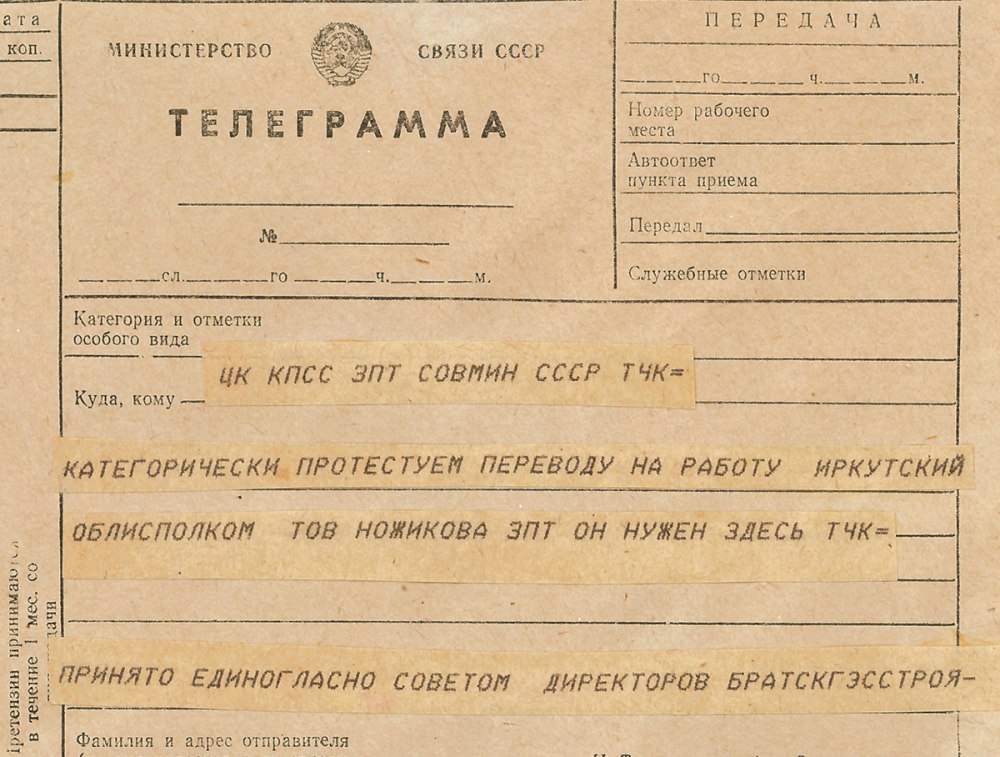 ата
коп.
МИНИСТЕРСТВО СВЯЗИ СССР
ТЕЛЕГРАММА
№
сл. го ч. м.
ПЕРЕДАЧА
го ч. м.
Номер рабочего
места
Автоответ
пункта приема
Передал
Служебные отметки
Категория и отметки
особого вида
ЦК КПСС ЗПТ СОВМИН СССР ТЧК=
Куда, кому
КАТЕГОРИЧЕСКИ ПРОТЕСТУЕМ ПЕРЕВОДУ НА РАБОТУ ИРКУТСКИЙ
ОБЛИСПОЛКОМ ТОВ НОЖИКОВА ЗПТ ОН НУЖЕН ЗДЕСЬ ТЧК=
ПРИНЯТО ЕДИНОГЛАСНО СОВЕТОМ ДИРЕКТОРОВ БРАТСКГЭССТРОЯ-
Фамилия и адрес отправителя
ретензии принимаются
в течение 1 мес. со
дачи